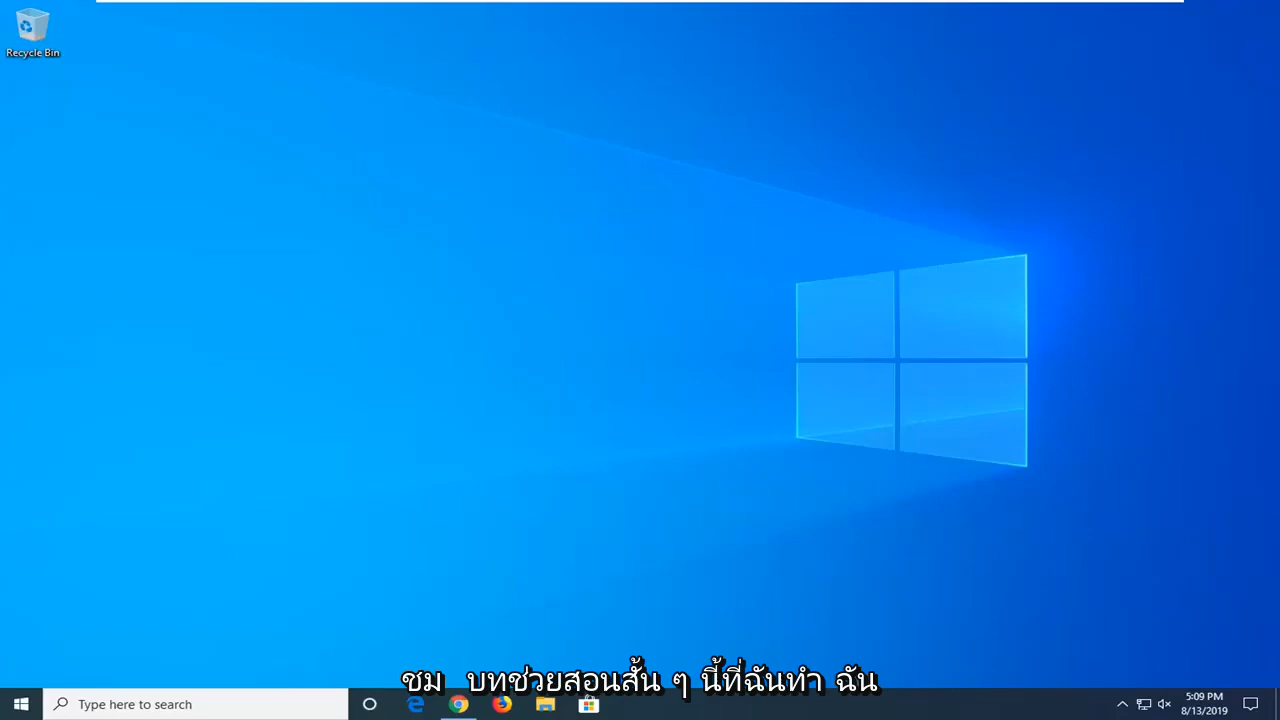 Recycle Bin
ชม บทช่วยสอนสั้น ๆ นี้ที่ฉันทำ ฉัน
Type here to search
5:09 PM
8/13/2019